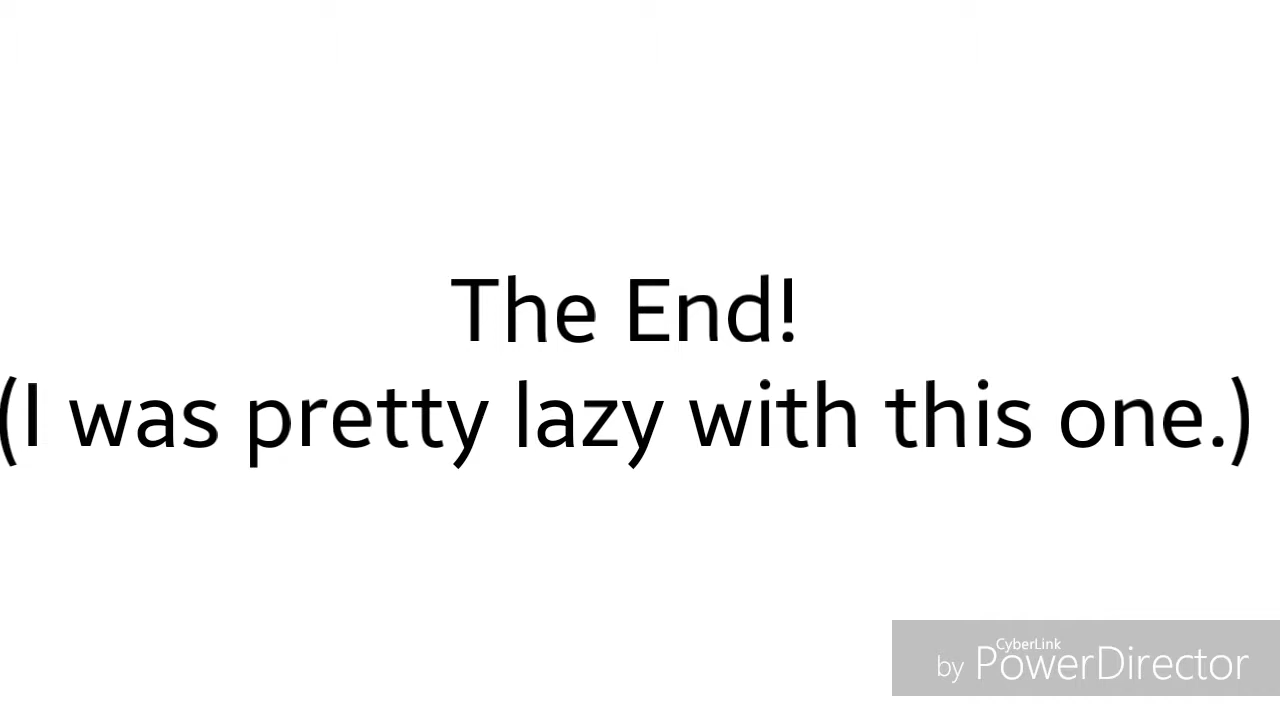 The End!
(I was pretty lazy with this one.)
CyberLink
by PowerDirector